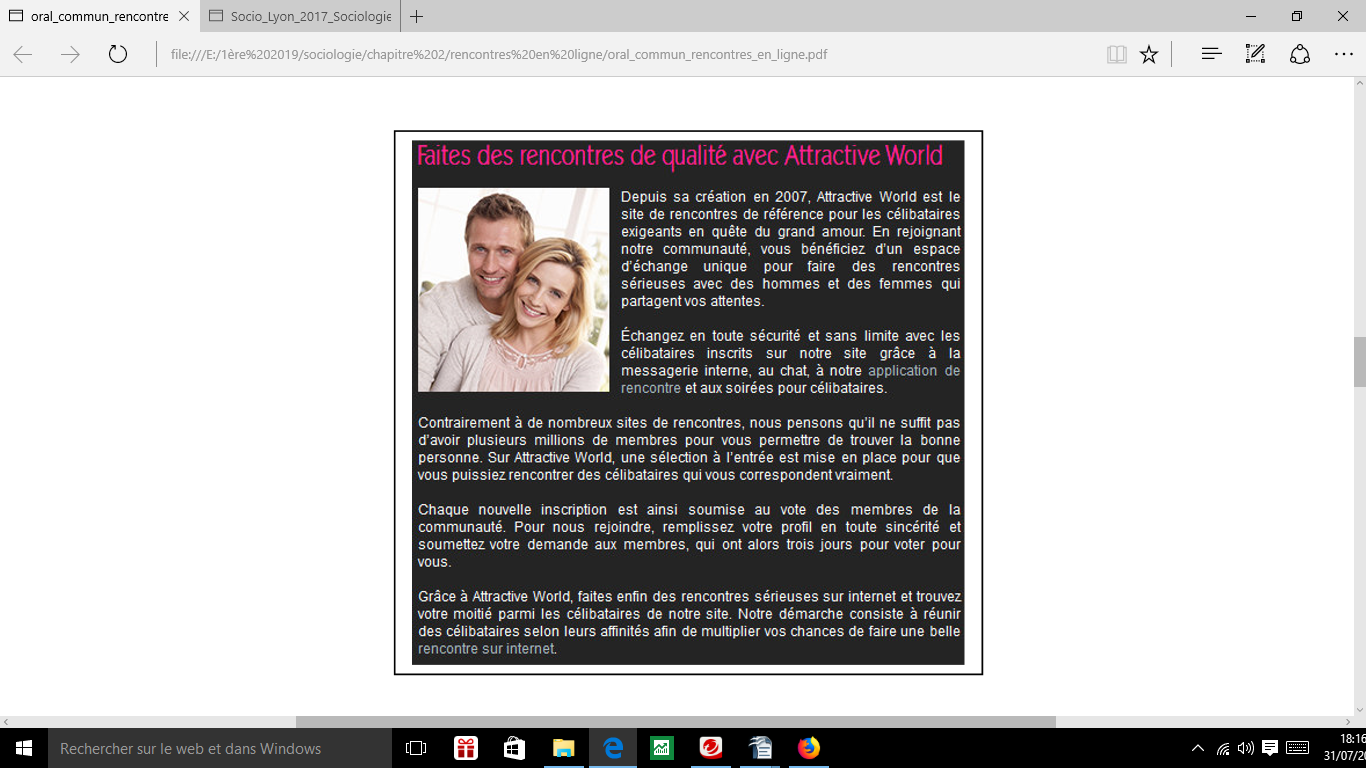 oral_commun_rencontre
Socio_Lyon_2017_Sociologie
file:///E:/1ère%202019/sociologie/chapitre%202/rencontres%20en%20ligne/oral_commun_rencontres_en_ligne.pdf
Faites des rencontres de qualité avec Attractive World
Depuis sa création en 2007, Attractive World est le
site de rencontres de référence pour les célibataires
exigeants en quête du grand amour. En rejoignant
notre communauté, vous bénéficiez d'un espace
d'échange unique pour faire des rencontres
sérieuses avec des hommes et des femmes qui
partagent vos attentes.
Échangez en toute sécurité et sans limite avec les
célibataires inscrits sur notre site grâce à la
messagerie interne, au chat, à notre application de
rencontre et aux soirées pour célibataires.
Contrairement à de nombreux sites de rencontres, nous pensons qu'il ne suffit pas
d'avoir plusieurs millions de membres pour vous permettre de trouver la bonne
personne. Sur Attractive World, une sélection à l'entrée est mise en place pour que
vous puissiez rencontrer des célibataires qui vous correspondent vraiment.
Chaque nouvelle inscription est ainsi soumise au vote des membres de la
communauté. Pour nous rejoindre, remplissez votre profil en toute sincérité et
soumettez votre demande aux membres, qui ont alors trois jours pour voter pour
vous.
Grâce à Attractive World, faites enfin des rencontres sérieuses sur internet et trouvez
votre moitié parmi les célibataires de notre site. Notre démarche consiste à réunir
des célibataires selon leurs affinités afin de multiplier vos chances de faire une belle
rencontre sur internet.
Rechercher sur le web et dans Windows
18:16
31/07/20